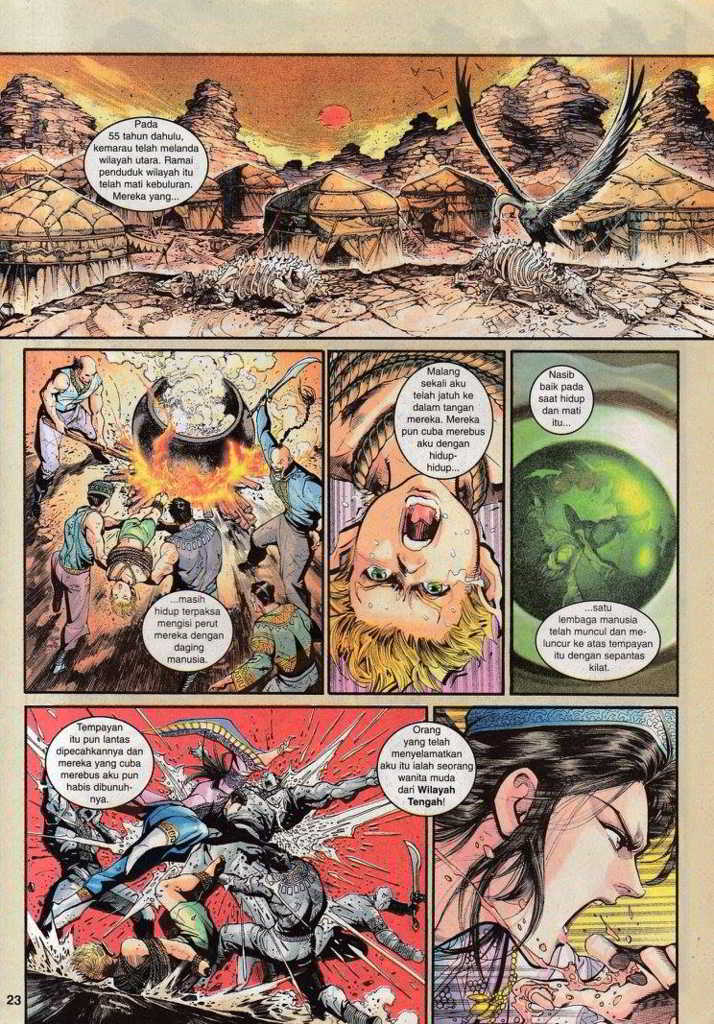 Pada
55 tahun dahulu,
kemarau telah melanda
wilayah utara. Ramai
penduduk wilayah itu
telah mati kebuluran.
Mereka yang...
...masih
hidup terpaksa
mengisi perut
mereka dengan
daging
manusia.
Malang
sekali aku
telah jatuh ke
dalam tangan
mereka. Mereka
pun cuba merebus
aku dengan
hidup-
hidup...
Nasib
baik pada
saat hidup
dan mati
itu...
...satu
lembaga manusia
telah muncul dan me-
luncur ke atas tempayan
itu dengan sepantas
kilat.
Tempayan
itu pun lantas
dipecahkannya dan
mereka yang cuba
merebus aku pun
habis dibunuh-
nya.
Orang
yang telah
menyelamatkan
aku ialah seorang
wanita muda
dari Wilayah
Tengah!
23